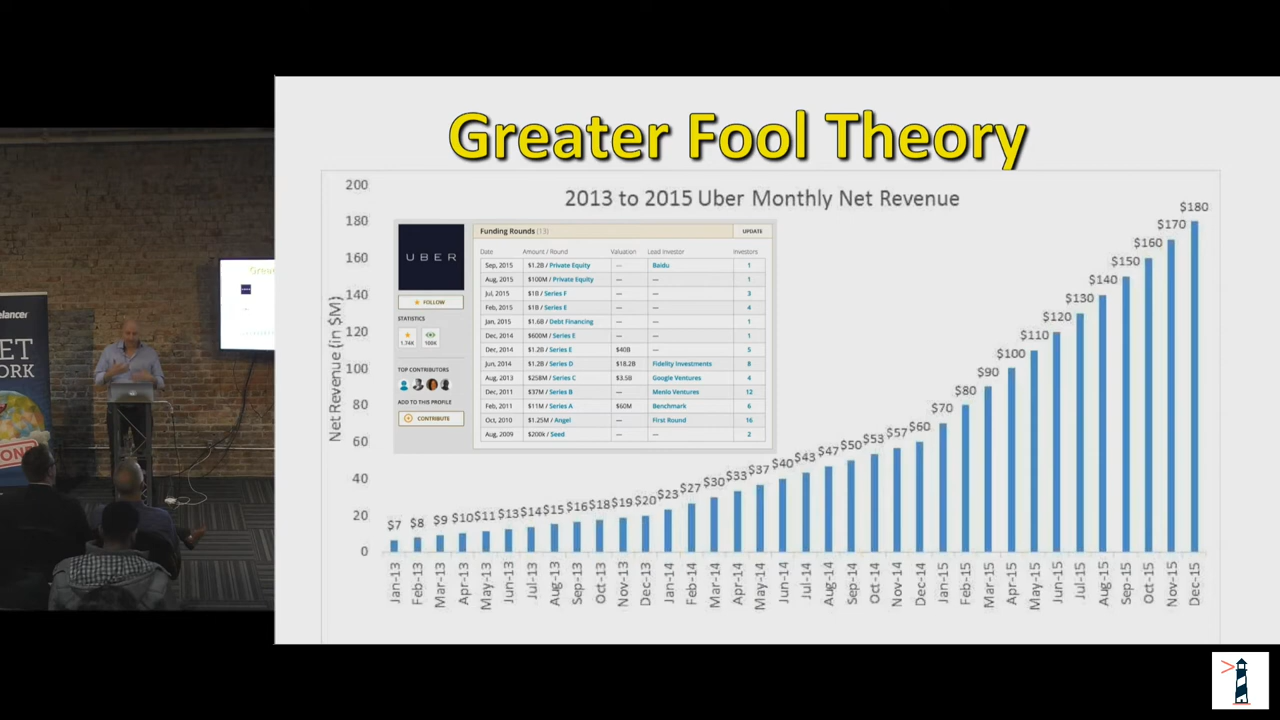 Greater Fool Theory
2013 to 2015 Uber Monthly Net Revenue
Net Revenue (in $M)
200
180
160
140
120
100
80
60
40
20
0
UBER
FOLLOW
STATISTICS
1.74K 100K
TOP CONTRIBUTORS
ADD TO THIS PROFILE
CONTRIBUTE
Funding Rounds (13) UPDATE
Date Amount / Round Valuation Lead Investor Investors
Sep, 2015 $1.2B / Private Equity — Baidu 1
Aug, 2015 $100M / Private Equity — — 1
Jul, 2015 $1B / Series F — — 3
Feb, 2015 $1B / Series E — — 4
Jan, 2015 $1.6B / Debt Financing — — 1
Dec, 2014 $600M / Series E — — 1
Dec, 2014 $1.2B / Series E $40B — 5
Jun, 2014 $1.2B / Series D $18.2B Fidelity Investments 8
Aug, 2013 $258M / Series C $3.5B Google Ventures 4
Dec, 2011 $37M / Series B — Menlo Ventures 12
Feb, 2011 $11M / Series A $60M Benchmark 6
Oct, 2010 $1.25M / Angel — First Round 16
Aug, 2009 $200k / Seed — — 2
$7 $8 $9 $10 $11 $13 $14 $15 $16 $18 $19 $20 $23 $27 $30 $33 $37 $40 $43 $47 $50 $53 $57 $60 $70 $80 $90 $100 $110 $120 $130 $140 $150 $160 $170 $180
Jan-13 Feb-13 Mar-13 Apr-13 May-13 Jun-13 Jul-13 Aug-13 Sep-13 Oct-13 Nov-13 Dec-13 Jan-14 Feb-14 Mar-14 Apr-14 May-14 Jun-14 Jul-14 Aug-14 Sep-14 Oct-14 Nov-14 Dec-14 Jan-15 Feb-15 Mar-15 Apr-15 May-15 Jun-15 Jul-15 Aug-15 Sep-15 Oct-15 Nov-15 Dec-15